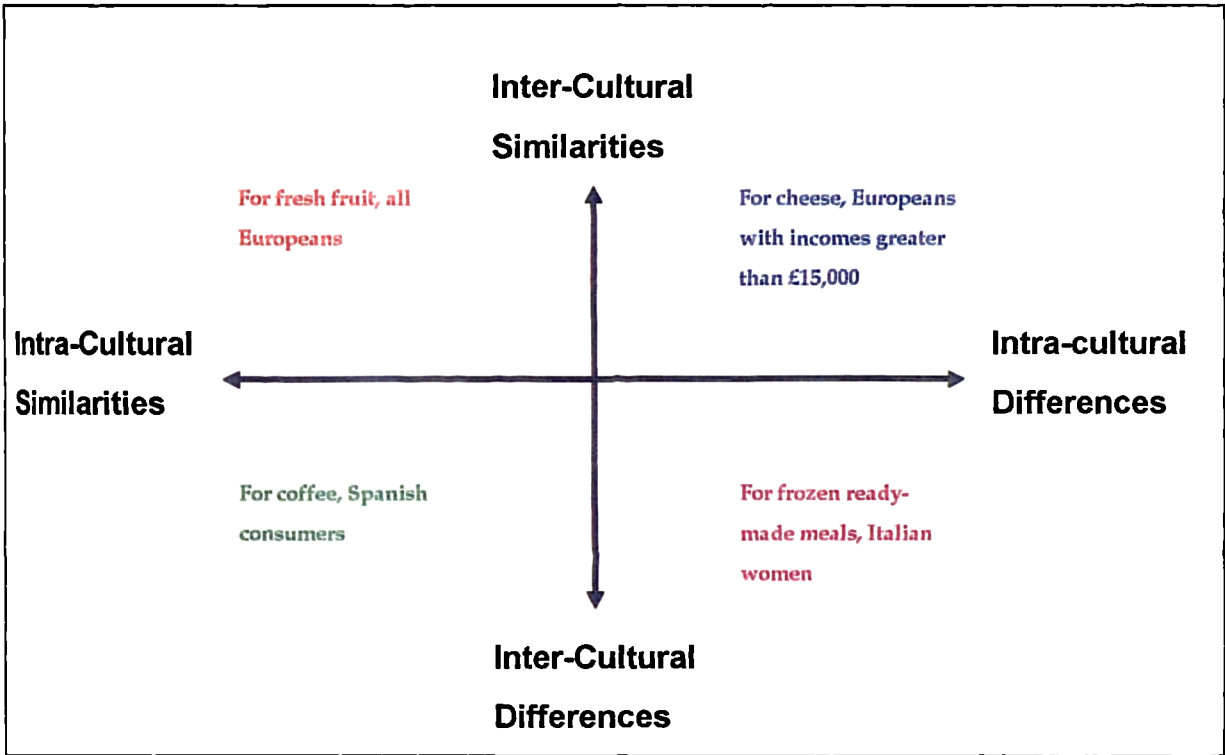 Inter-Cultural
Similarities
For fresh fruit, all
Europeans
For cheese, Europeans
with incomes greater
than £15,000
Intra-Cultural
Similarities
Intra-cultural
Differences
For coffee, Spanish
consumers
For frozen ready-
made meals, Italian
women
Inter-Cultural
Differences